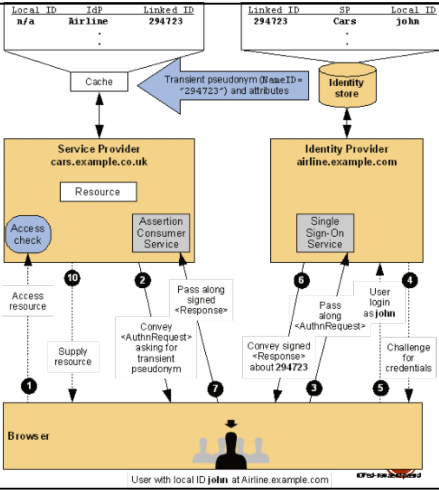 Local ID IdP Linked ID
n/a Airline 294723
Linked ID SP Local ID
294723 Cars john
Cache
Transient pseudonym (NameID=
"294723") and attributes
Identity
store
Service Provider
cars.example.co.uk
Identity Provider
airline.example.com
Resource
Access
check
Assertion
Consumer
Service
Single
Sign-On
Service
10
2
6
4
Access
resource
Pass along
signed
<Response>
Pass
along
<AuthnRequest>
User
login
as john
Convey
<AuthnRequest>
asking for
transient
pseudonym
Supply
resource
Convey signed
<Response>
about 294723
Challenge
for
credentials
1
7
3
5
Browser
User with local ID john at Airline.example.com